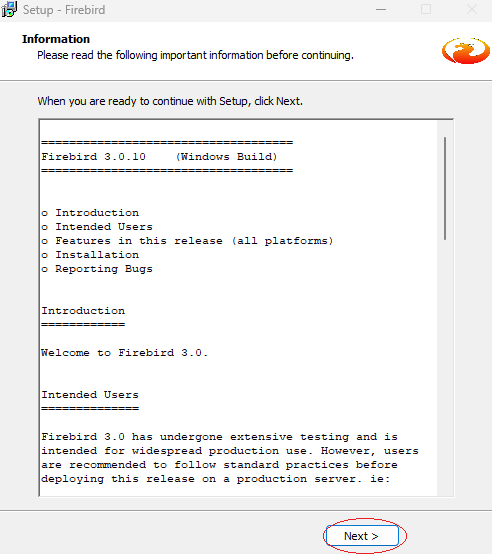 Setup - Firebird
Information
Please read the following important information before continuing.
When you are ready to continue with Setup, click Next.
====================================
Firebird 3.0.10    (Windows Build)
====================================
o Introduction
o Intended Users
o Features in this release (all platforms)
o Installation
o Reporting Bugs
Introduction
============
Welcome to Firebird 3.0.
Intended Users
==============
Firebird 3.0 has undergone extensive testing and is
intended for widespread production use. However, users
are recommended to follow standard practices before
deploying this release on a production server. ie:
Next >